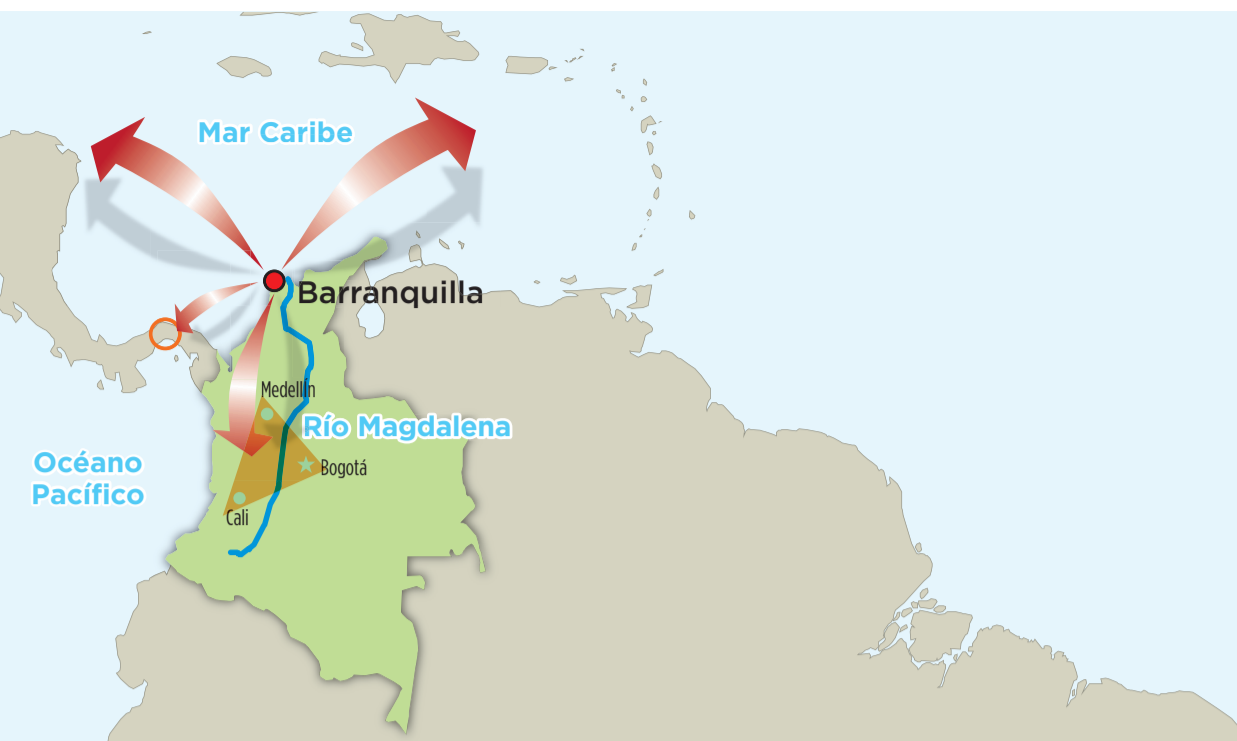 Mar Caribe
Barranquilla
Medellín
Río Magdalena
Océano
Pacífico
Bogotá
Cali